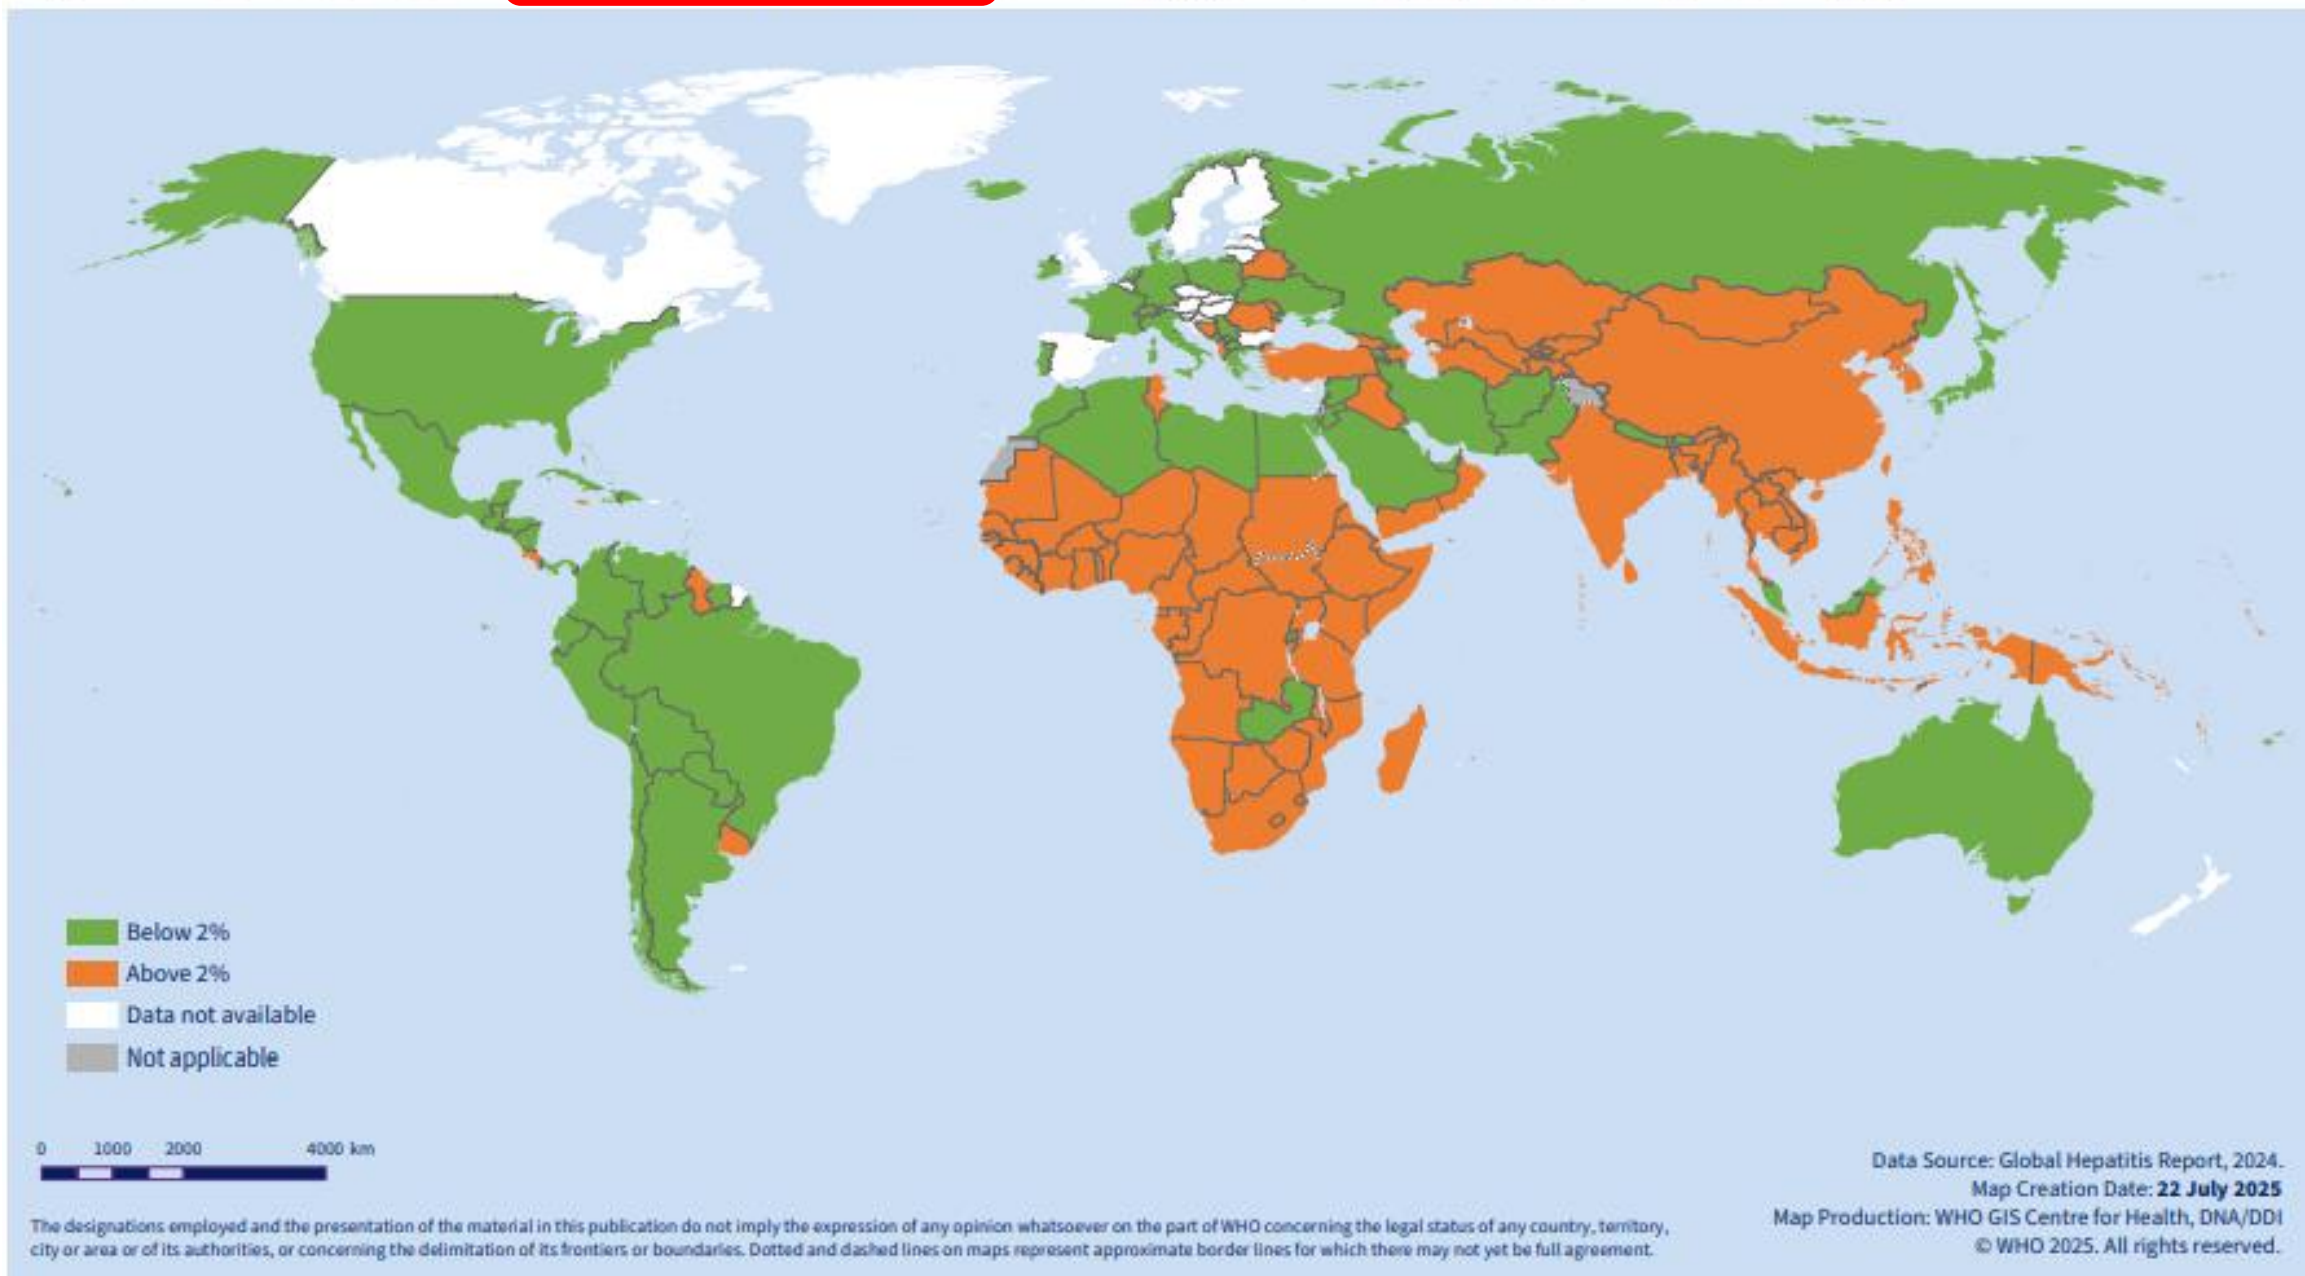 Below 2%
Above 2%
Data not available
Not applicable
0 1000 2000 4000 km
Data Source: Global Hepatitis Report, 2024.
Map Creation Date: 22 July 2025
Map Production: WHO GIS Centre for Health, DNA/DDI
© WHO 2025. All rights reserved.
The designations employed and the presentation of the material in this publication do not imply the expression of any opinion whatsoever on the part of WHO concerning the legal status of any country, territory,
city or area or of its authorities, or concerning the delimitation of its frontiers or boundaries. Dotted and dashed lines on maps represent approximate border lines for which there may not yet be full agreement.